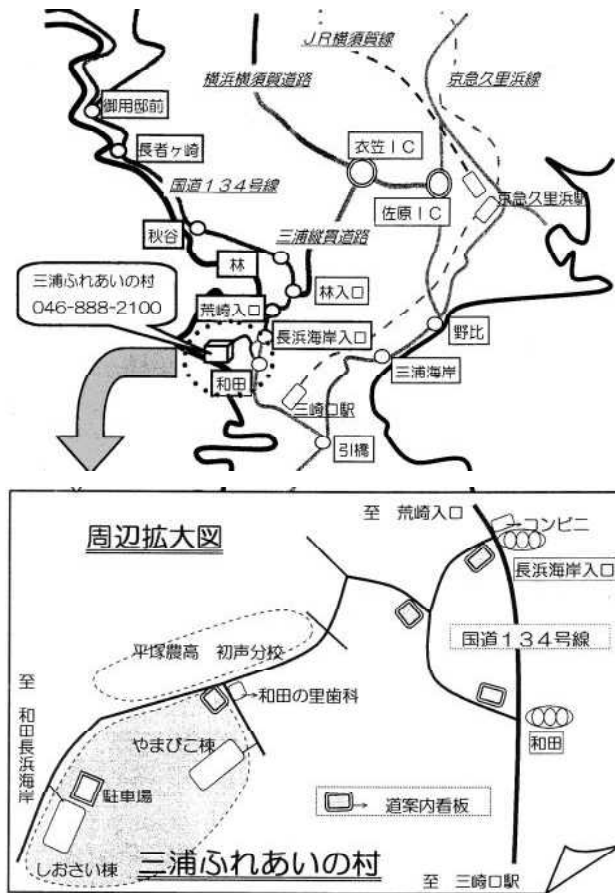 JR横須賀線
横浜横須賀道路
京急久里浜線
御用邸前
衣笠IC
長者ヶ崎
国道134号線
京急久里浜駅
佐原IC
秋谷
三浦縦貫道路
林
三浦ふれあいの村
046-888-2100
林入口
荒崎入口
長浜海岸入口
野比
和田
三浦海岸
三崎口駅
引橋
至 荒崎入口
コンビニ
周辺拡大図
長浜海岸入口
国道134号線
平塚農高 初声分校
至 和田長浜海岸
和田の里歯科
和田
やまびこ棟
駐車場
道案内看板
しおさい棟
三浦ふれあいの村
至 三崎口駅